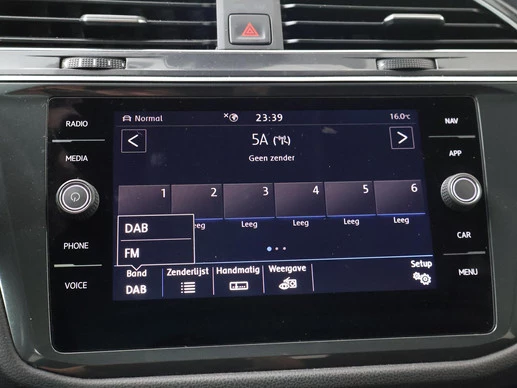 RADIO
MEDIA
PHONE
VOICE
NAV
APP
CAR
MENU
Normal
23:39
16.0°C
<
5A
>
Geen zender
1 2 3 4 5 6
eeg Leeg Leeg Leeg Leeg
DAB
FM
Band Zenderlijst Handmatig Weergave Setup
DAB